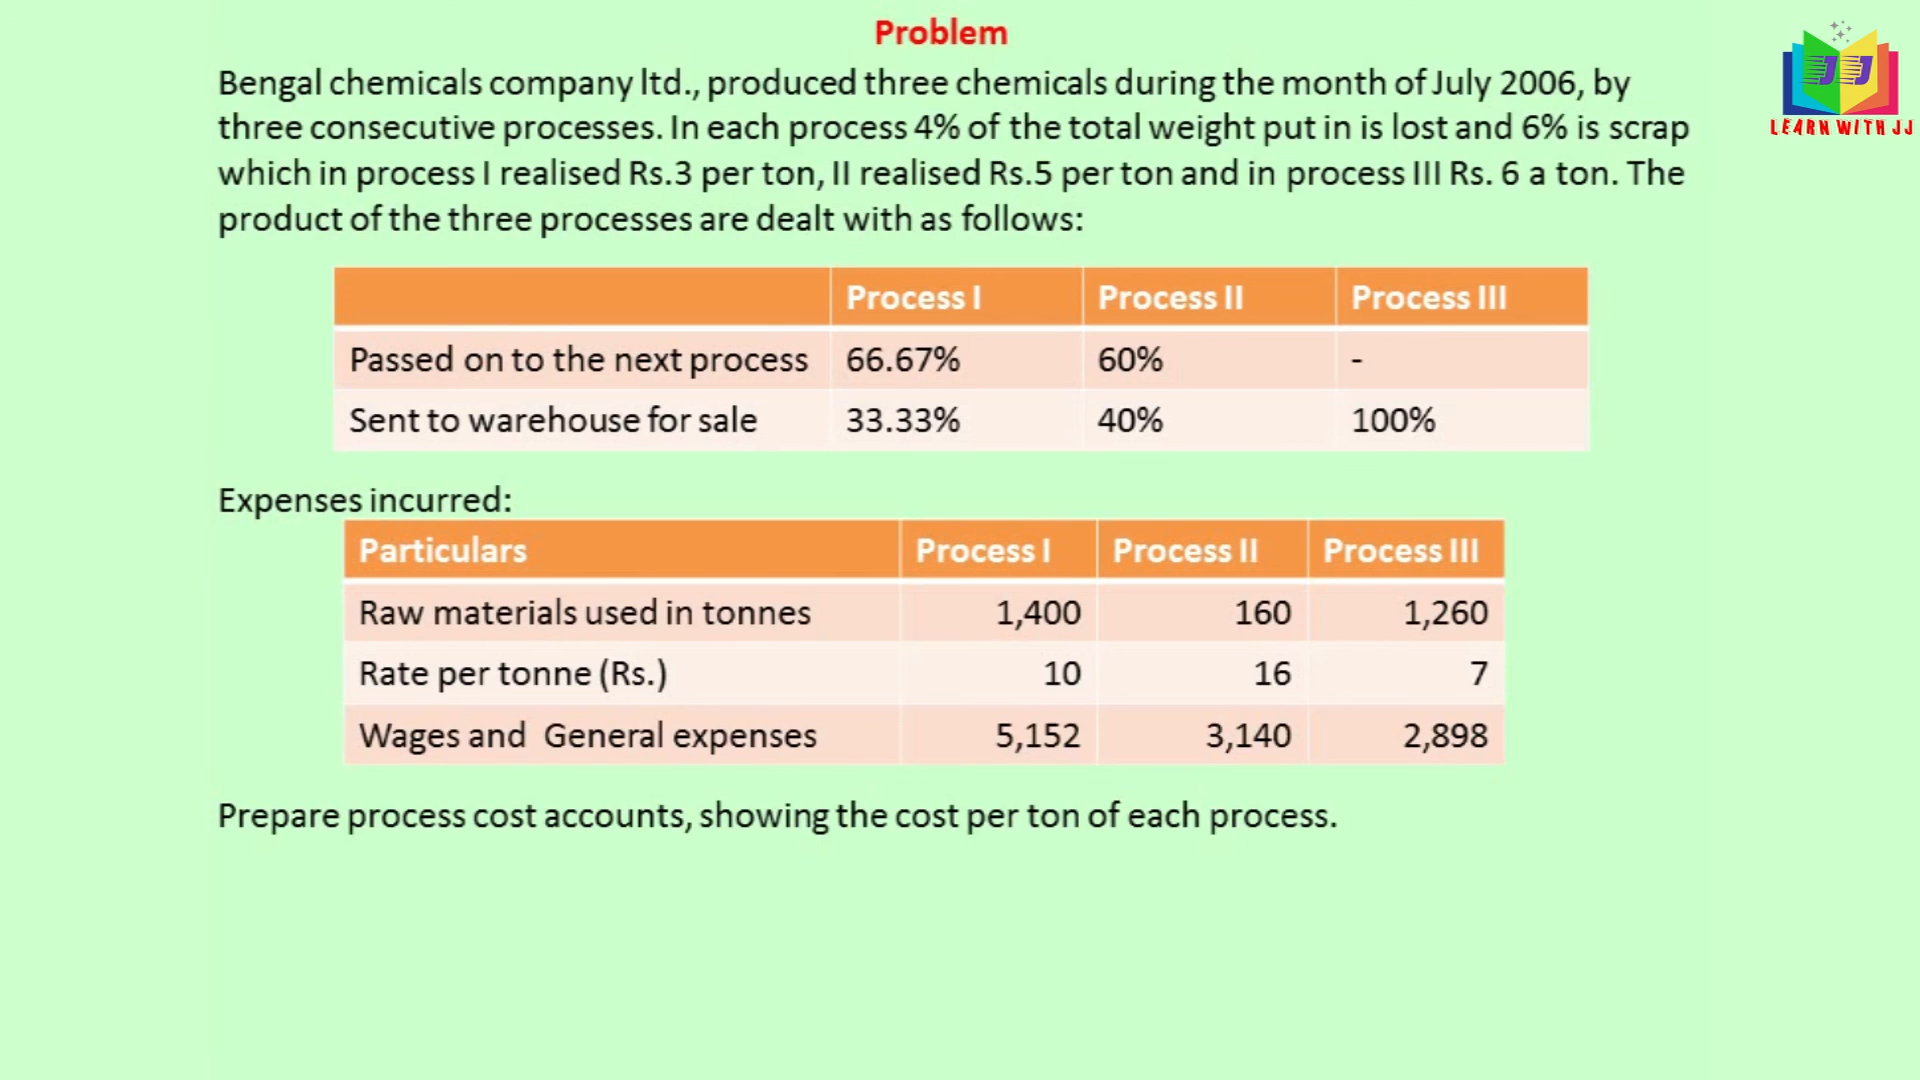 Problem
Bengal chemicals company ltd., produced three chemicals during the month of July 2006, by
three consecutive processes. In each process 4% of the total weight put in is lost and 6% is scrap
which in process I realised Rs.3 per ton, II realised Rs.5 per ton and in process III Rs. 6 a ton. The
product of the three processes are dealt with as follows:
Process I Process II Process III
Passed on to the next process 66.67% 60% -
Sent to warehouse for sale 33.33% 40% 100%
Expenses incurred:
Particulars Process I Process II Process III
Raw materials used in tonnes 1,400 160 1,260
Rate per tonne (Rs.) 10 16 7
Wages and General expenses 5,152 3,140 2,898
Prepare process cost accounts, showing the cost per ton of each process.
JJ
LEARN WITH JJ